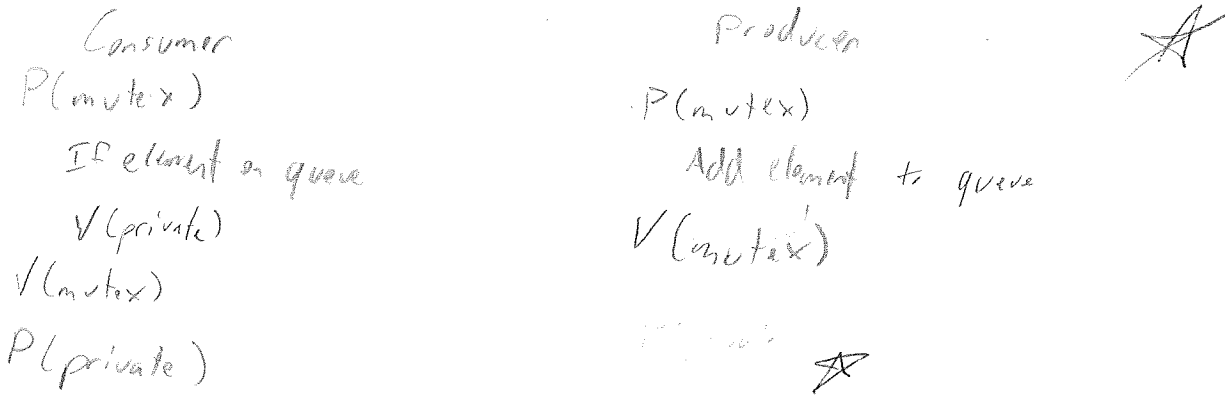 Consumer
P(mutex)
If element on queue
V(private)
V(mutex)
P(private)
Producer
P(mutex)
Add element to queue
V(mutex)